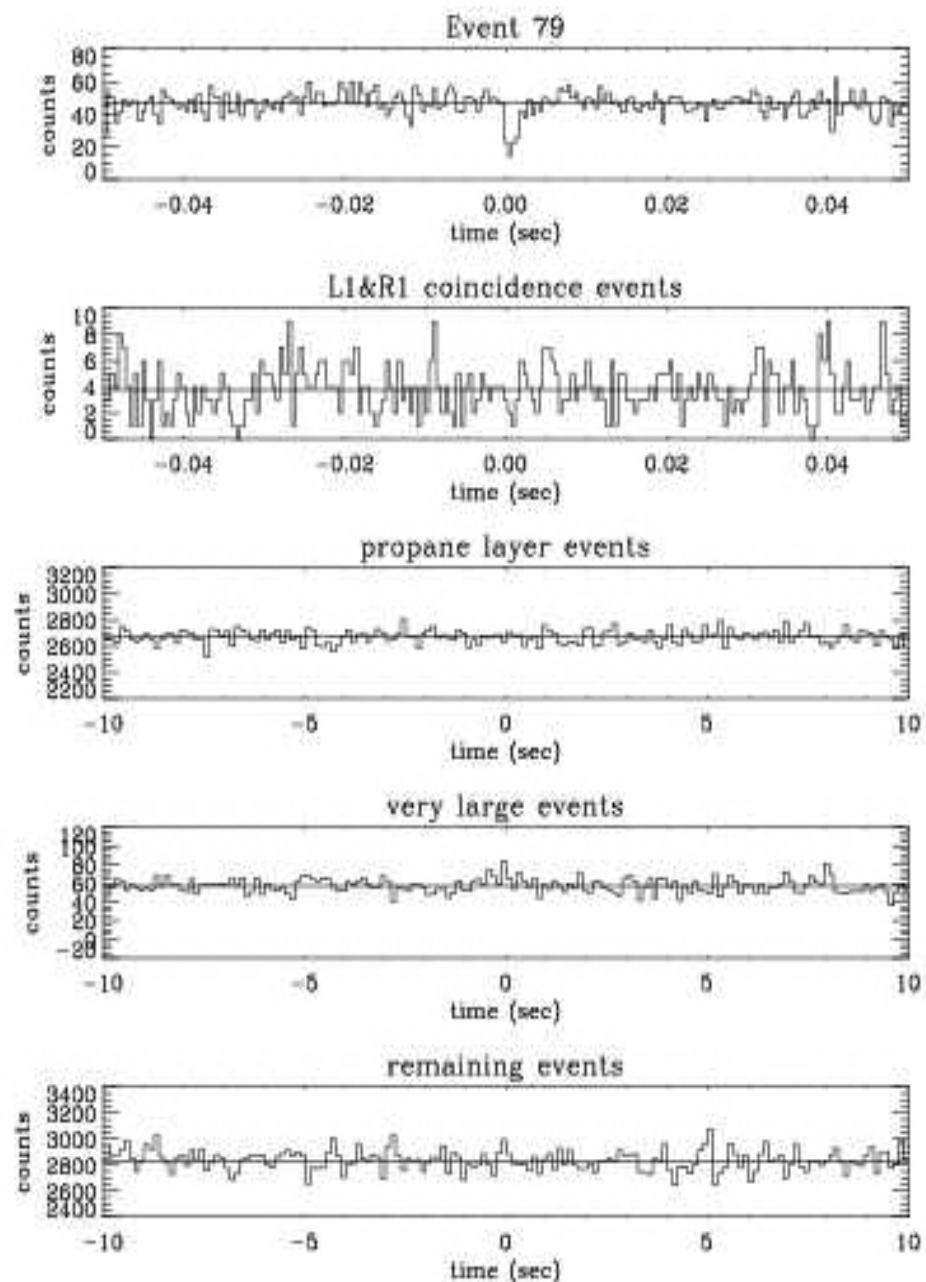 Event 79
80
60
40
20
0
counts
-0.04 -0.02 0.00 0.02 0.04
time (sec)
L1&R1 coincidence events
10
8
6
4
2
0
counts
-0.04 -0.02 0.00 0.02 0.04
time (sec)
propane layer events
3200
3000
2800
2600
2400
2200
counts
-10 -5 0 5 10
time (sec)
very large events
120
100
80
60
40
20
0
-20
counts
-10 -5 0 5 10
time (sec)
remaining events
3400
3200
3000
2800
2600
2400
counts
-10 -5 0 5 10
time (sec)